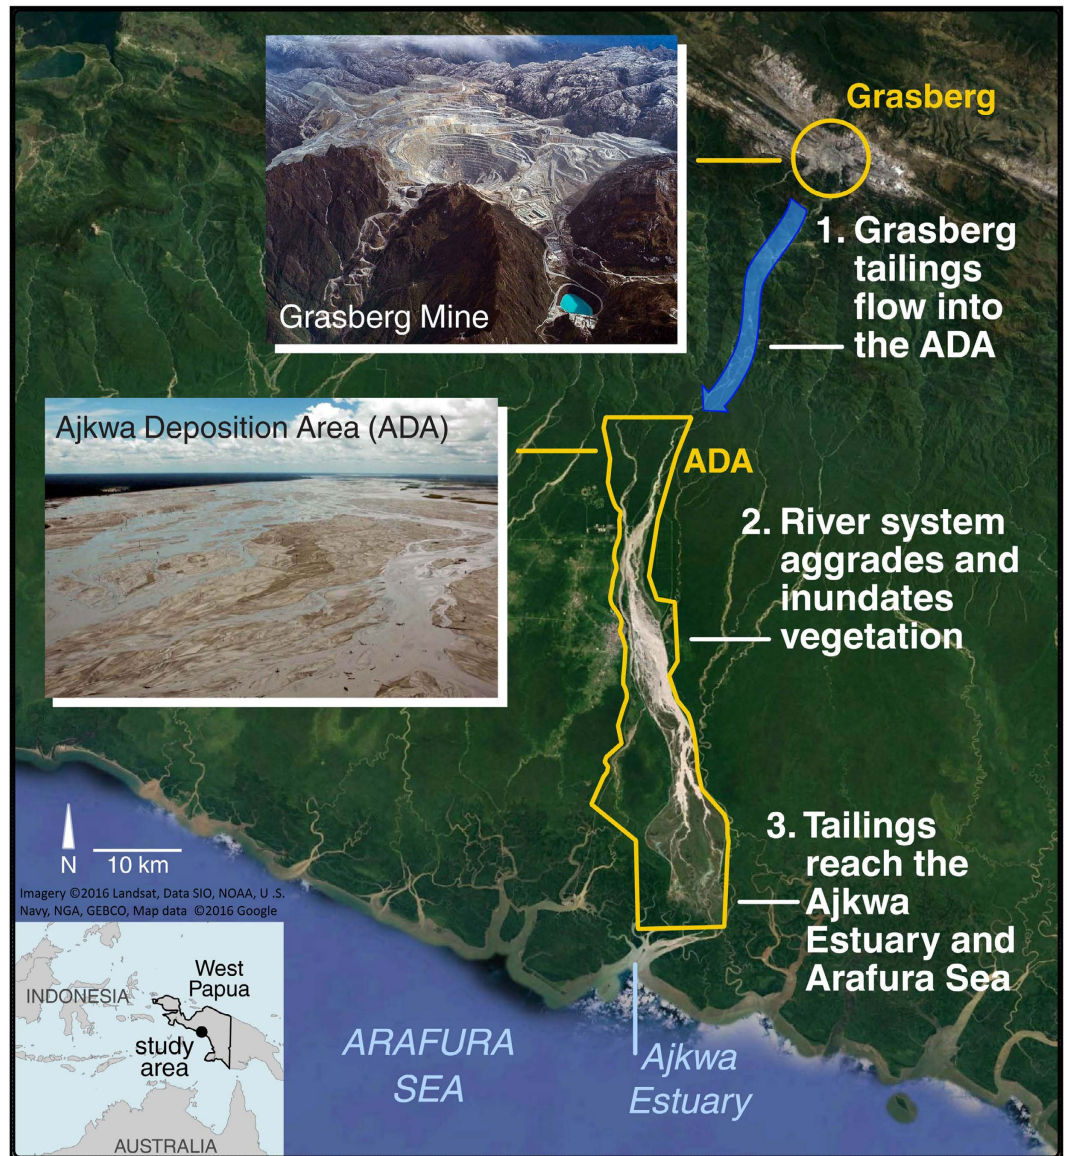 Grasberg
Grasberg Mine
1. Grasberg
tailings
flow into
the ADA
Ajkwa Deposition Area (ADA)
ADA
2. River system
aggrades and
inundates
vegetation
3. Tailings
reach the
Ajkwa
Estuary and
Arafura Sea
N
10 km
Imagery ©2016 Landsat, Data SIO, NOAA, U .S.
Navy, NGA, GEBCO, Map data ©2016 Google
West
Papua
INDONESIA
study
area
AUSTRALIA
ARAFURA
SEA
Ajkwa
Estuary